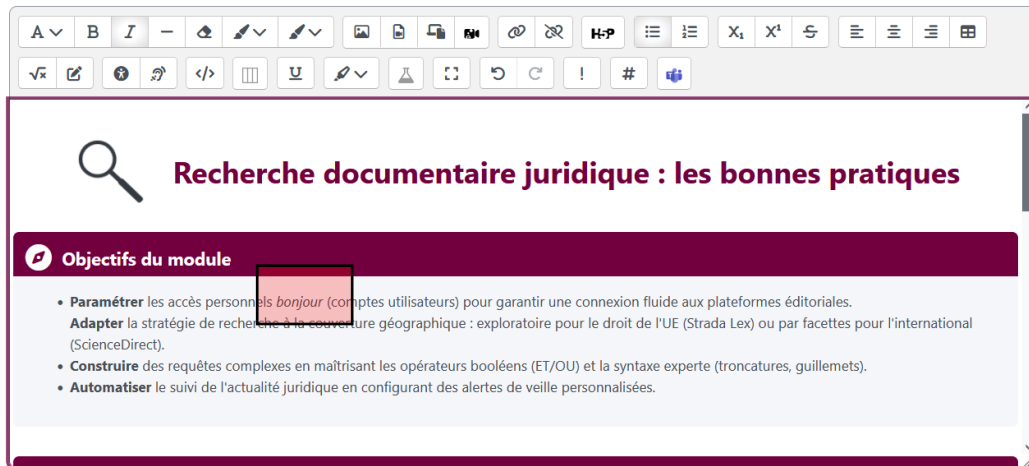 A B I
H-P
X₁ X¹ S
√x </> U ! #
Recherche documentaire juridique : les bonnes pratiques
Objectifs du module
• Paramétrer les accès personnels bonjour (comptes utilisateurs) pour garantir une connexion fluide aux plateformes éditoriales.
Adapter la stratégie de recherche à la couverture géographique : exploratoire pour le droit de l'UE (Strada Lex) ou par facettes pour l'international
(ScienceDirect).
• Construire des requêtes complexes en maîtrisant les opérateurs booléens (ET/OU) et la syntaxe experte (troncatures, guillemets).
• Automatiser le suivi de l'actualité juridique en configurant des alertes de veille personnalisées.